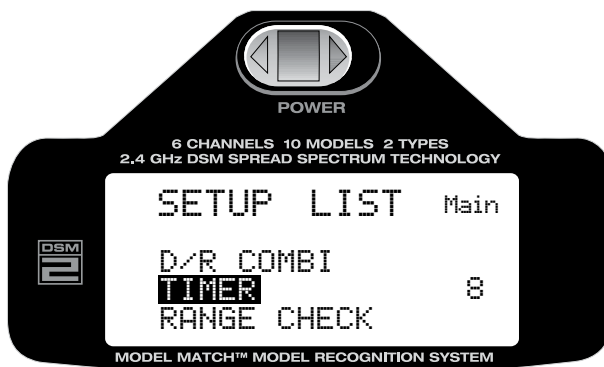 POWER
6 CHANNELS 10 MODELS 2 TYPES
2.4 GHz DSM SPREAD SPECTRUM TECHNOLOGY
SETUP LIST Main
DSM
2
D/R COMBI
TIMER 8
RANGE CHECK
MODEL MATCH™ MODEL RECOGNITION SYSTEM